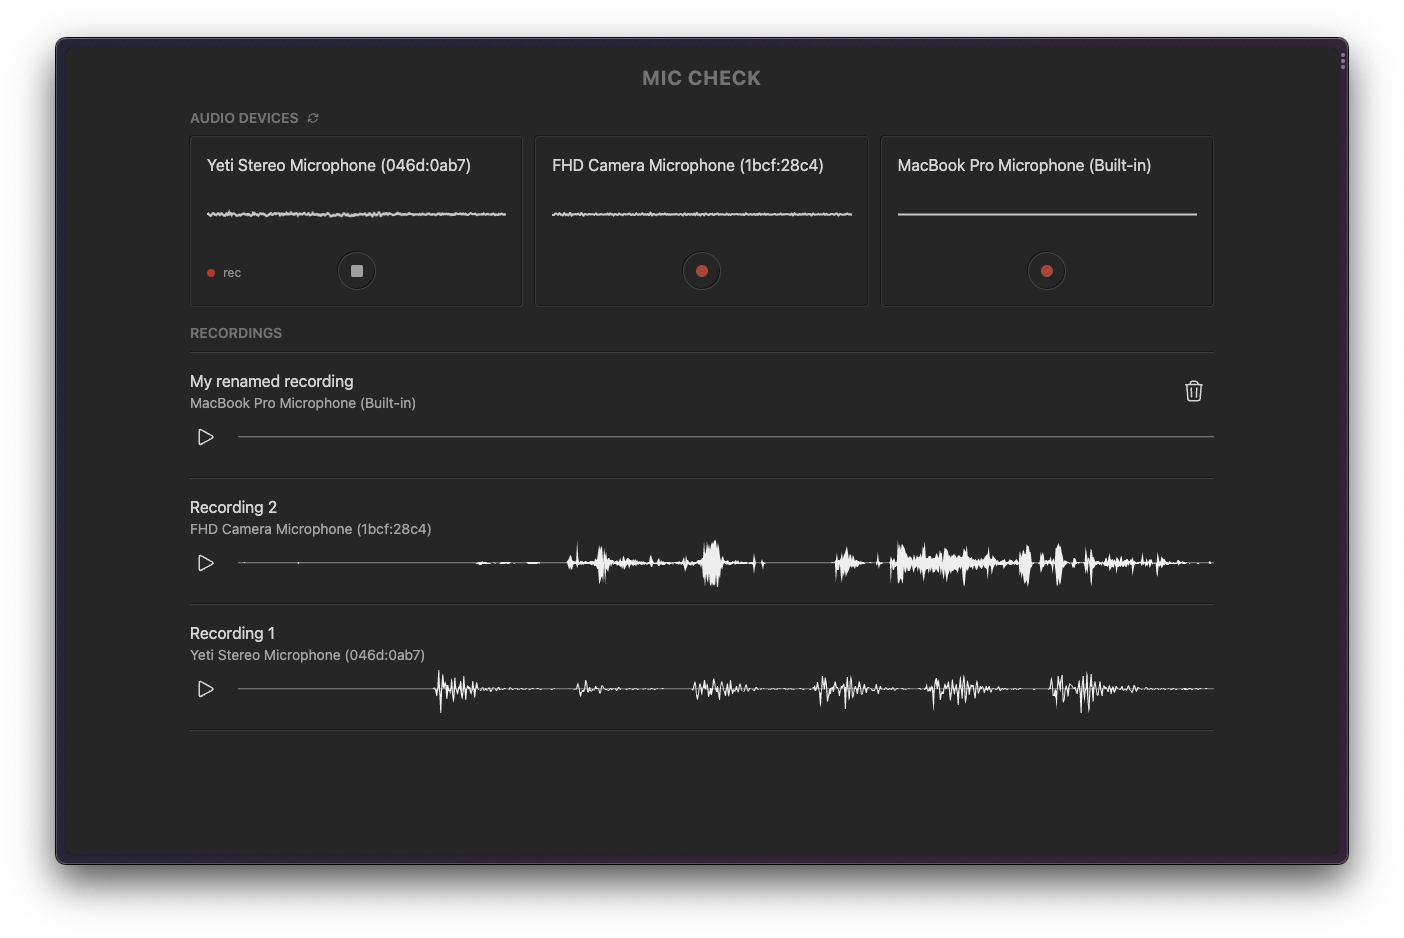 MIC CHECK
AUDIO DEVICES
Yeti Stereo Microphone (046d:0ab7)
rec
FHD Camera Microphone (1bcf:28c4)
MacBook Pro Microphone (Built-in)
RECORDINGS
My renamed recording
MacBook Pro Microphone (Built-in)
Recording 2
FHD Camera Microphone (1bcf:28c4)
Recording 1
Yeti Stereo Microphone (046d:0ab7)